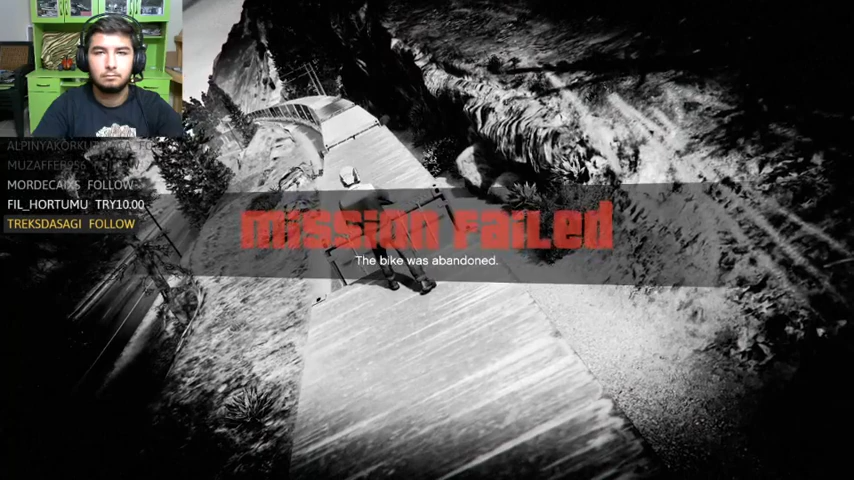 MORDECAIXS FOLLOW
FIL_HORTUMU TRY10.00
TREKSDASAGI FOLLOW
mission Failed
The bike was abandoned.